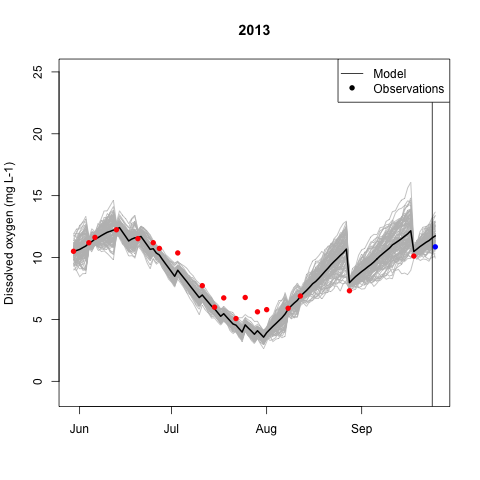 2013
Model
Observations
Dissolved oxygen (mg L-1)
25
20
15
10
5
0
Jun
Jul
Aug
Sep